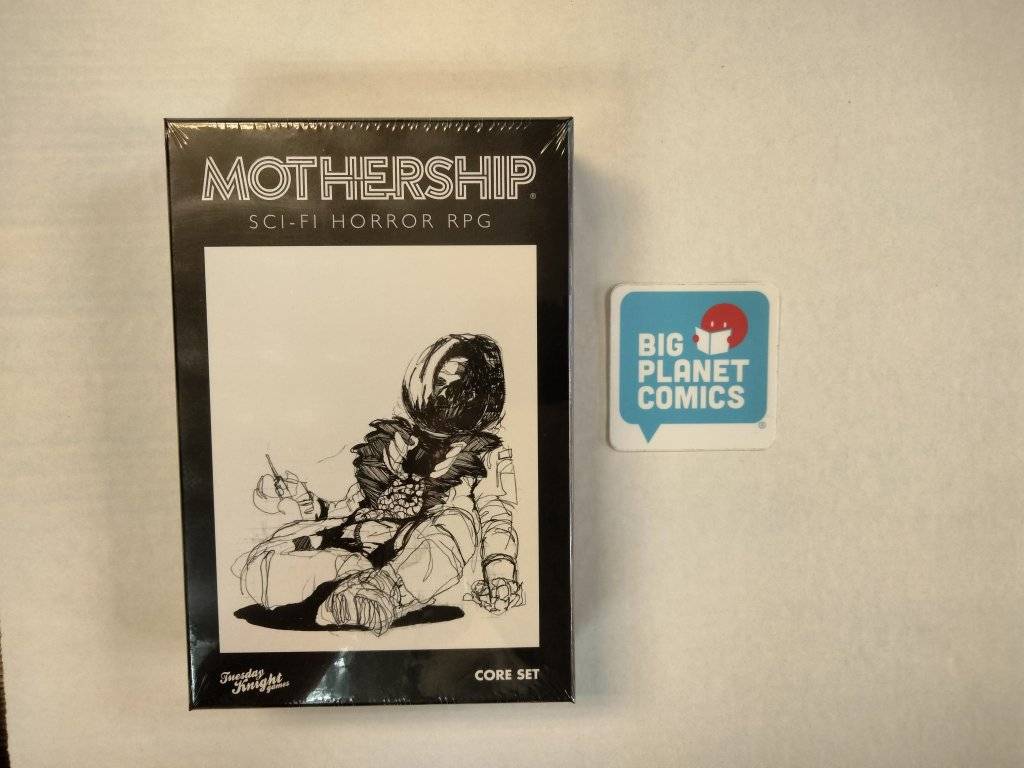 MOTHERSHIP®
SCI-FI HORROR RPG
Tuesday
Knight
games
CORE SET
BIG
PLANET
COMICS
®